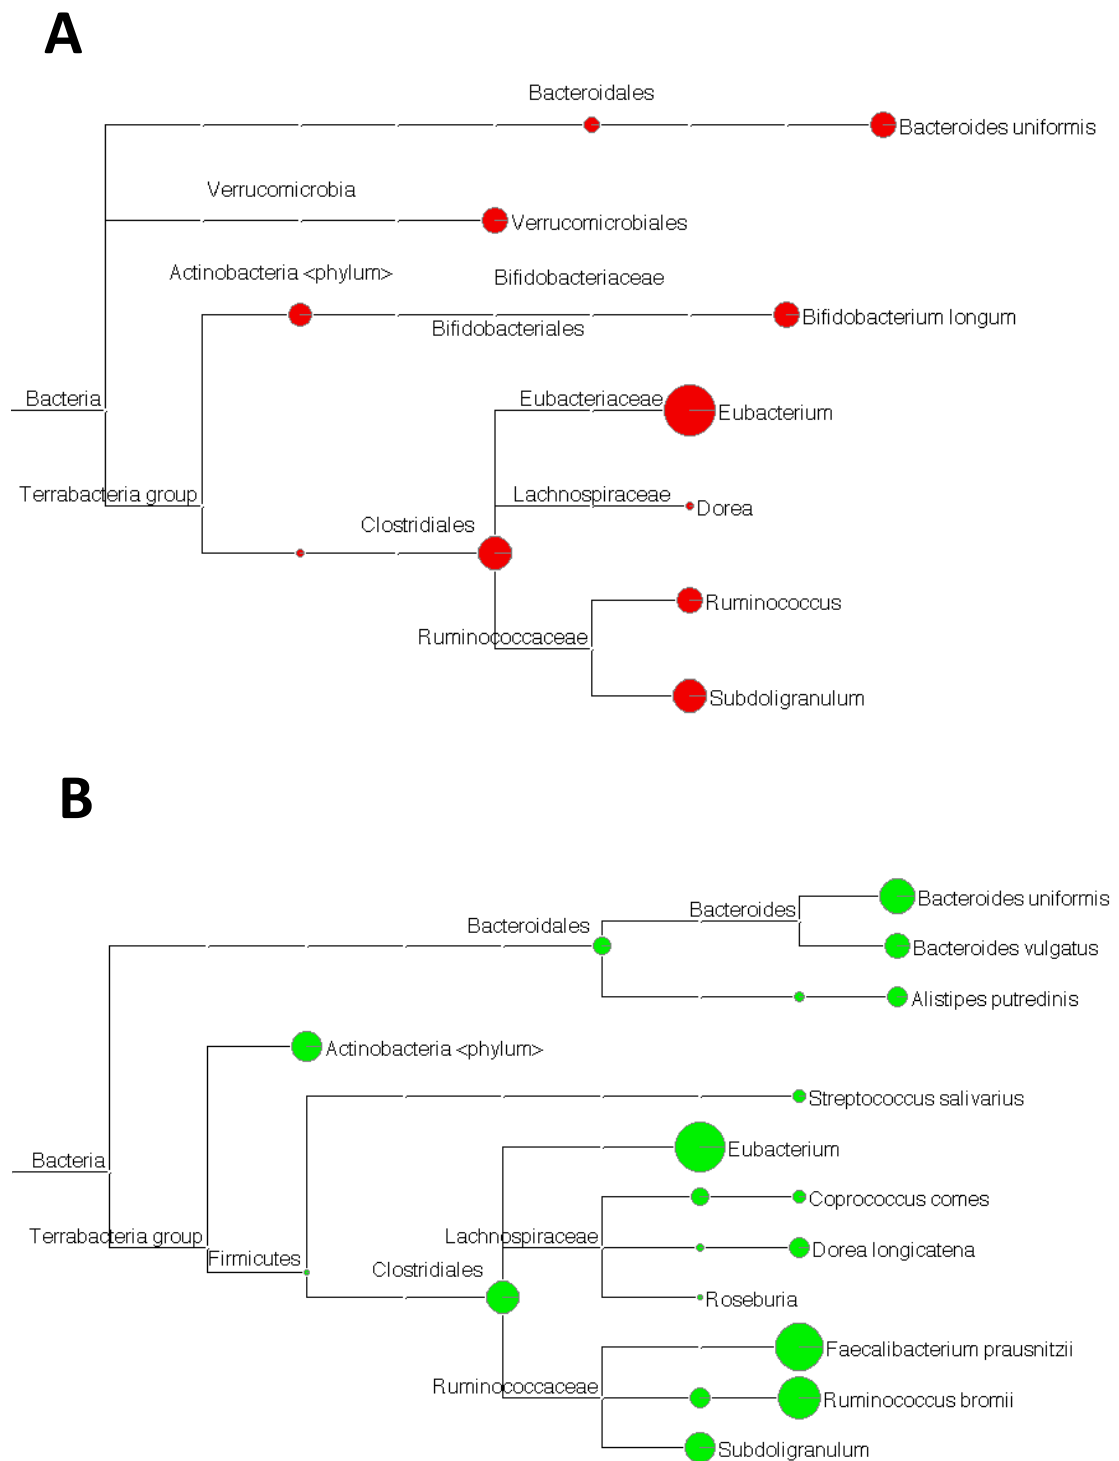 A
Bacteroidales
Bacteroides uniformis
Verrucomicrobia
Verrucomicrobiales
Actinobacteria <phylum>
Bifidobacteriaceae
Bifidobacterium longum
Bifidobacteriales
Bacteria
Eubacteriaceae
Eubacterium
Terrabacteria group
Lachnospiraceae
Dorea
Clostridiales
Ruminococcus
Ruminococcaceae
Subdoligranulum
B
Bacteroides uniformis
Bacteroides
Bacteroidales
Bacteroides vulgatus
Alistipes putredinis
Actinobacteria <phylum>
Streptococcus salivarius
Eubacterium
Bacteria
Coprococcus comes
Terrabacteria group
Lachnospiraceae
Dorea longicatena
Firmicutes
Clostridiales
Roseburia
Faecalibacterium prausnitzii
Ruminococcaceae
Ruminococcus bromii
Subdoligranulum